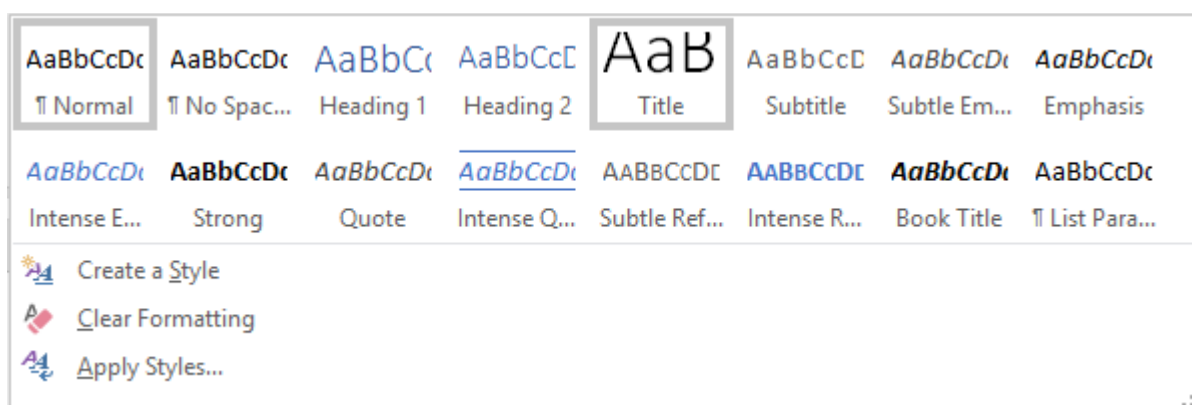 AaBbCcDc AaBbCcDc AaBbCc AaBbCcD AaB AaBbCcD AaBbCcDc AaBbCcDc
¶ Normal ¶ No Spac... Heading 1 Heading 2 Title Subtitle Subtle Em... Emphasis
AaBbCcDc AaBbCcDc AaBbCcDc AaBbCcDc AABBCCDD AABBCCDD AaBbCcDc AaBbCcDc
Intense E... Strong Quote Intense Q... Subtle Ref... Intense R... Book Title ¶ List Para...
Create a Style
Clear Formatting
Apply Styles...